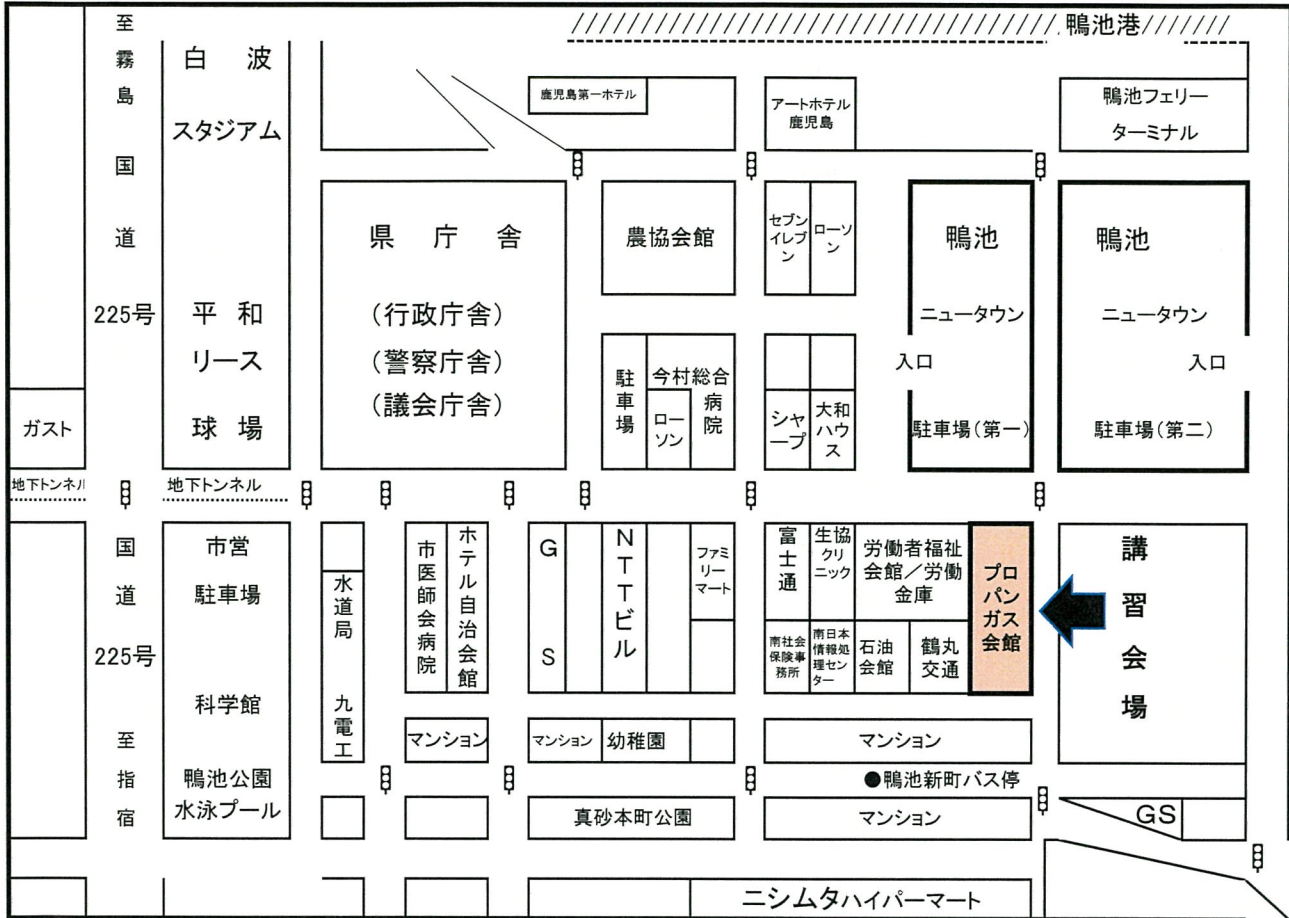 鴨池港
至
霧
島
国
道
225号
白 波
スタジアム
平 和
リース
球 場
鹿児島第一ホテル
アートホテル
鹿児島
鴨池フェリー
ターミナル
県 庁 舎
(行政庁舎)
(警察庁舎)
(議会庁舎)
農協会館
セブン
イレブ
ン
ローソ
ン
鴨池
ニュータウン
入口
駐車場(第一)
鴨池
ニュータウン
入口
駐車場(第二)
駐車場
今村総合
病院
ロー
ソン
シャ
ープ
大和
ハウ
ス
ガスト
地下トンネル
地下トンネル
国
道
225号
至
指
宿
市営
駐車場
科学館
鴨池公園
水泳プール
水道局
九電工
市医師会病院
ホテル自治会館
GS
NTTビル
ファミ
リー
マート
富士通
生協
クリ
ニック
労働者福祉
会館/労働
金庫
プロ
パン
ガス
会館
講習会場
南社会
保険事
務所
南日本
情報処
理セン
ター
石油
会館
鶴丸
交通
マンション
マンション
幼稚園
マンション
●鴨池新町バス停
真砂本町公園
マンション
GS
ニシムタハイパーマート